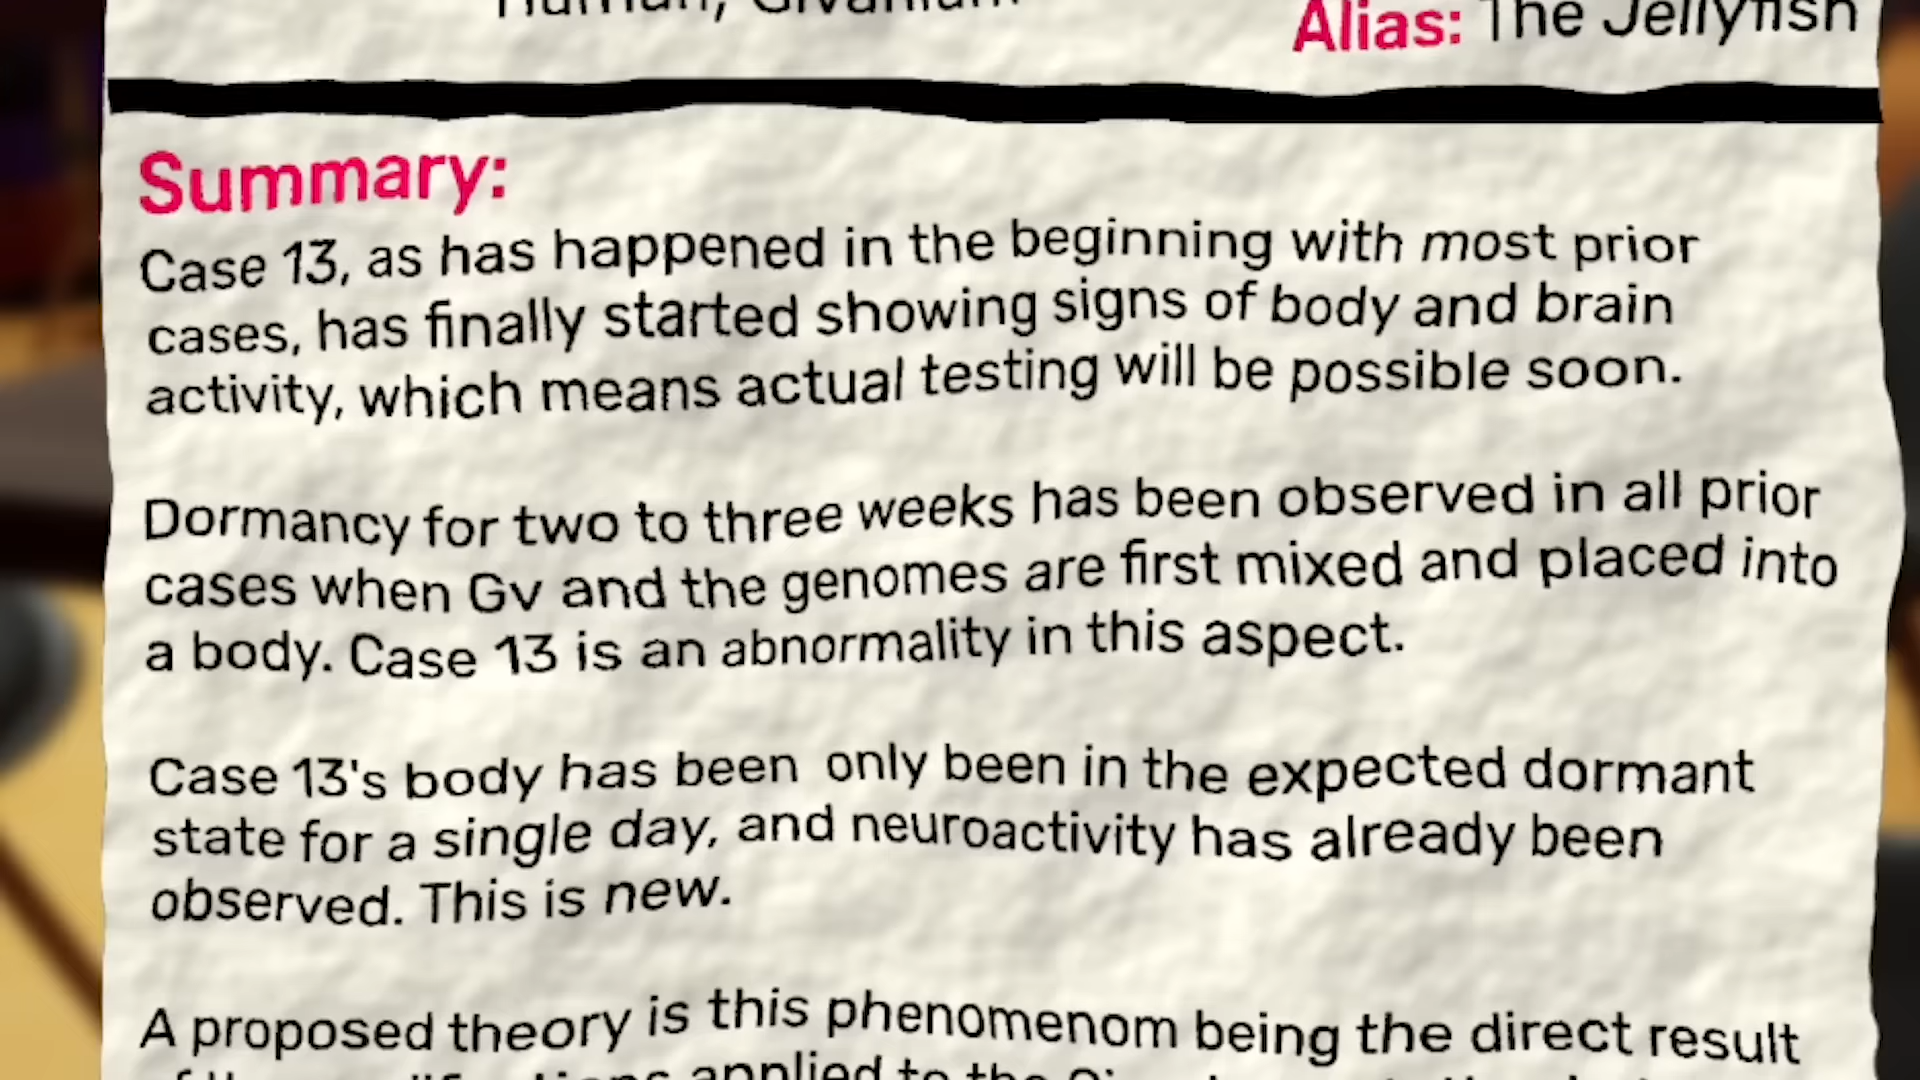 Human, Givanium
Alias: The Jellyfish
Summary:
Case 13, as has happened in the beginning with most prior
cases, has finally started showing signs of body and brain
activity, which means actual testing will be possible soon.
Dormancy for two to three weeks has been observed in all prior
cases when Gv and the genomes are first mixed and placed into
a body. Case 13 is an abnormality in this aspect.
Case 13's body has been only been in the expected dormant
state for a single day, and neuroactivity has already been
observed. This is new.
A proposed theory is this phenomenom being the direct result
applied to the